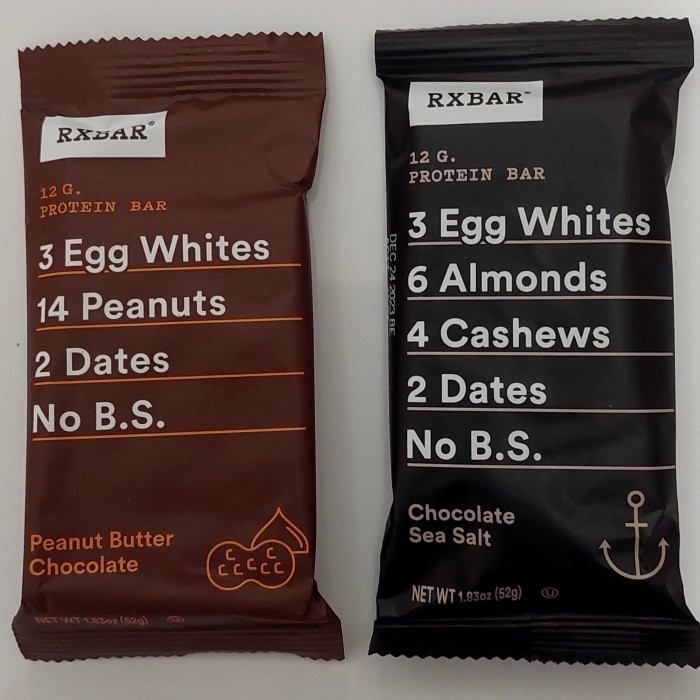 RXBAR®
12 G.
PROTEIN BAR
3 Egg Whites
14 Peanuts
2 Dates
No B.S.
Peanut Butter
Chocolate
NET WT 1.83oz (52g)
RXBAR™
12 G.
PROTEIN BAR
3 Egg Whites
6 Almonds
4 Cashews
2 Dates
No B.S.
Chocolate
Sea Salt
NET WT 1.83oz (52g)
DEC 24 2023 BE